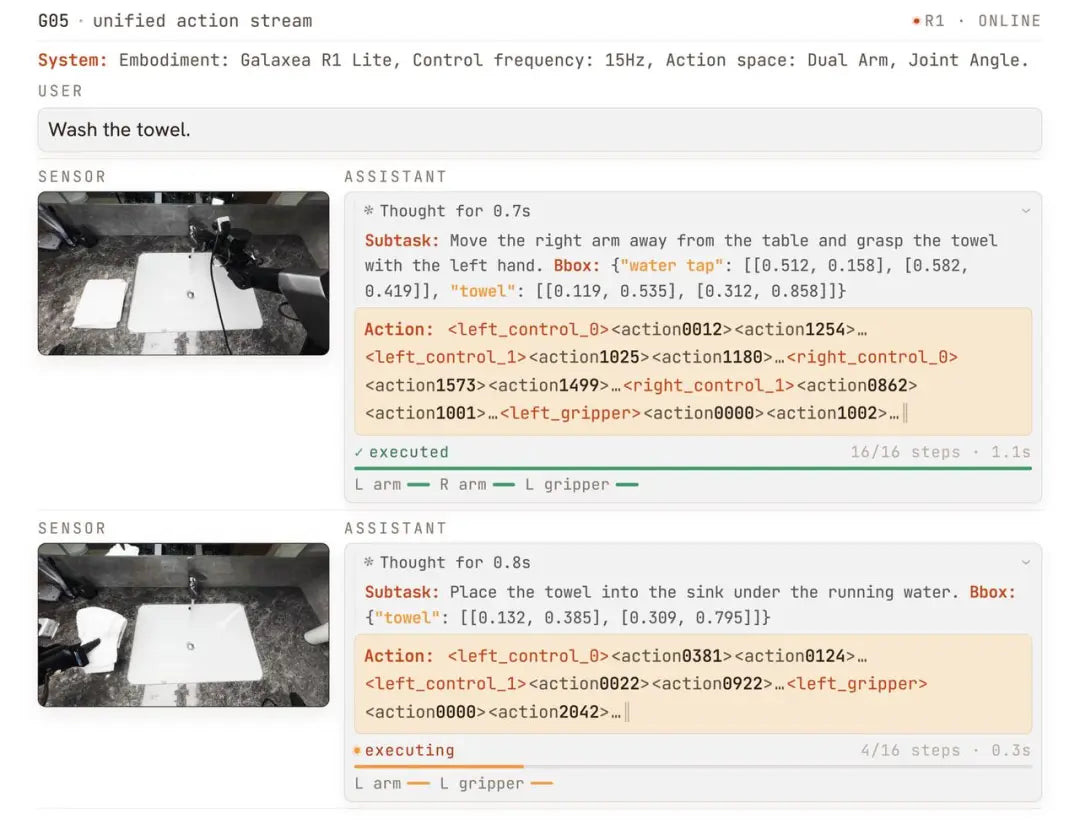 G05 · unified action stream
R1 · ONLINE
System: Embodiment: Galaxea R1 Lite, Control frequency: 15Hz, Action space: Dual Arm, Joint Angle.
USER
Wash the towel.
SENSOR
ASSISTANT
Thought for 0.7s
Subtask: Move the right arm away from the table and grasp the towel
with the left hand. Bbox: {"water tap": [[0.512, 0.158], [0.582,
0.419]], "towel": [[0.119, 0.535], [0.312, 0.858]]}
Action: <left_control_0><action0012><action1254>…
<left_control_1><action1025><action1180>…<right_control_0>
<action1573><action1499>…<right_control_1><action0862>
<action1001>…<left_gripper><action0000><action1002>…
✓ executed
16/16 steps · 1.1s
L arm R arm L gripper
SENSOR
ASSISTANT
Thought for 0.8s
Subtask: Place the towel into the sink under the running water. Bbox:
{"towel": [[0.132, 0.385], [0.309, 0.795]]}
Action: <left_control_0><action0381><action0124>…
<left_control_1><action0022><action0922>…<left_gripper>
<action0000><action2042>…
executing
4/16 steps · 0.3s
L arm L gripper